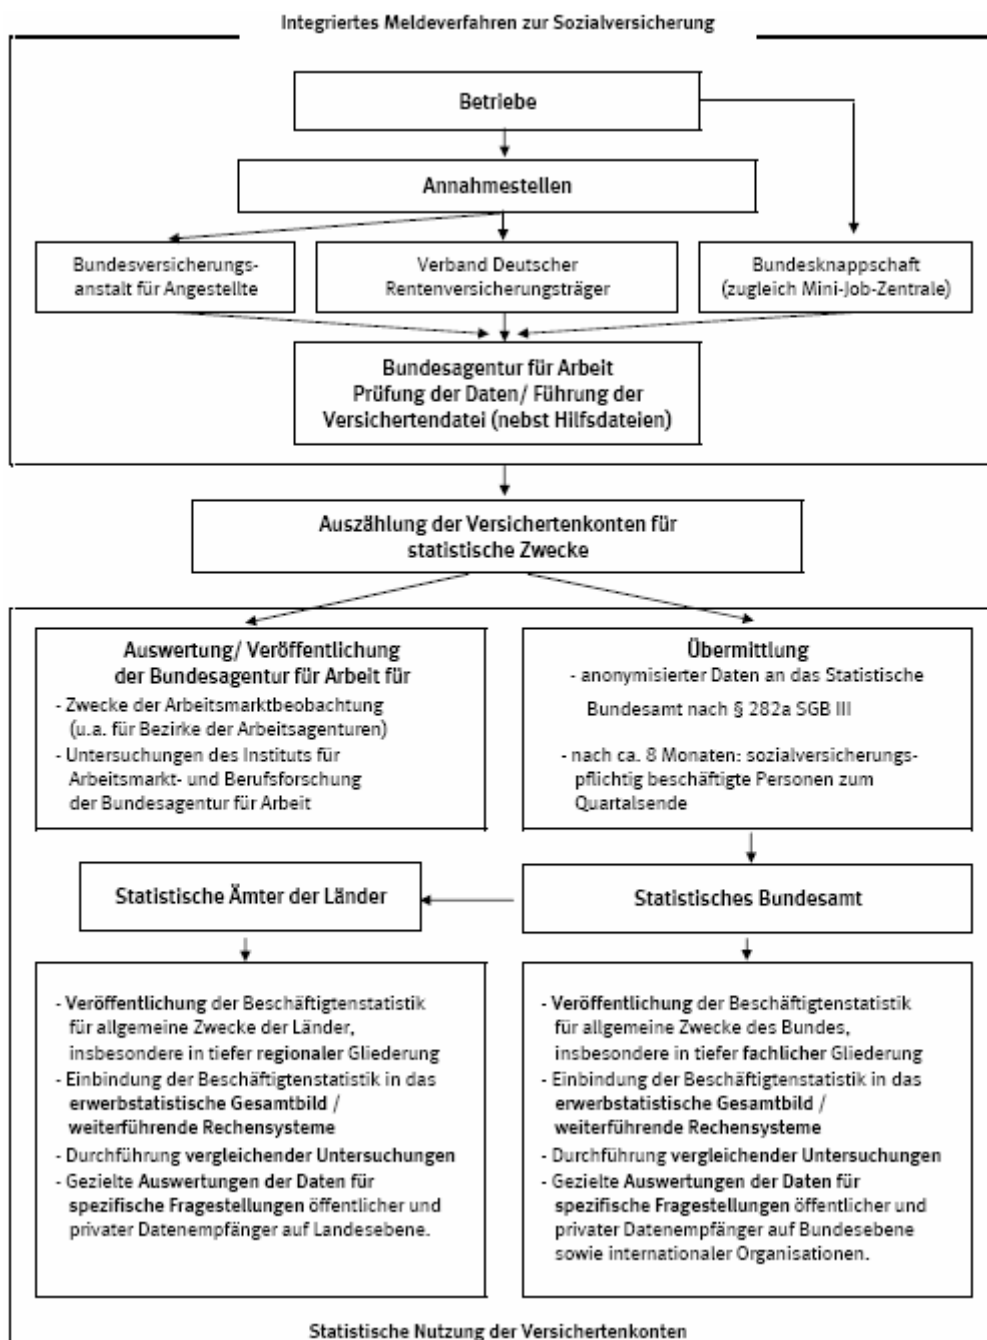 Integriertes Meldeverfahren zur Sozialversicherung
Betriebe
Annahmestellen
Bundesversicherungs-
anstalt für Angestellte
Verband Deutscher
Rentenversicherungsträger
Bundesknappschaft
(zugleich Mini-Job-Zentrale)
Bundesagentur für Arbeit
Prüfung der Daten/ Führung der
Versichertendatei (nebst Hilfsdateien)
Auszählung der Versichertenkonten für
statistische Zwecke
Auswertung/ Veröffentlichung
der Bundesagentur für Arbeit für
- Zwecke der Arbeitsmarktbeobachtung
(u.a. für Bezirke der Arbeitsagenturen)
- Untersuchungen des Instituts für
Arbeitsmarkt- und Berufsforschung
der Bundesagentur für Arbeit
Übermittlung
- anonymisierter Daten an das Statistische
Bundesamt nach § 282a SGB III
- nach ca. 8 Monaten: sozialversicherungs-
pflichtig beschäftigte Personen zum
Quartalsende
Statistische Ämter der Länder
Statistisches Bundesamt
- Veröffentlichung der Beschäftigtenstatistik
für allgemeine Zwecke der Länder,
insbesondere in tiefer regionaler Gliederung
- Einbindung der Beschäftigtenstatistik in das
erwerbstatistische Gesamtbild /
weiterführende Rechensysteme
- Durchführung vergleichender Untersuchungen
- Gezielte Auswertungen der Daten für
spezifische Fragestellungen öffentlicher und
privater Datenempfänger auf Landesebene.
- Veröffentlichung der Beschäftigtenstatistik
für allgemeine Zwecke des Bundes,
insbesondere in tiefer fachlicher Gliederung
- Einbindung der Beschäftigtenstatistik in das
erwerbstatistische Gesamtbild /
weiterführende Rechensysteme
- Durchführung vergleichender Untersuchungen
- Gezielte Auswertungen der Daten für
spezifische Fragestellungen öffentlicher und
privater Datenempfänger auf Bundesebene
sowie internationaler Organisationen.
Statistische Nutzung der Versichertenkonten